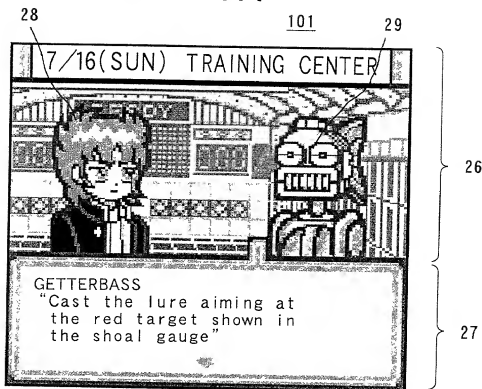 28
101
29
7/16(SUN) TRAINING CENTER
26
GETTERBASS
"Cast the lure aiming at
the red target shown in
the shoal gauge"
27